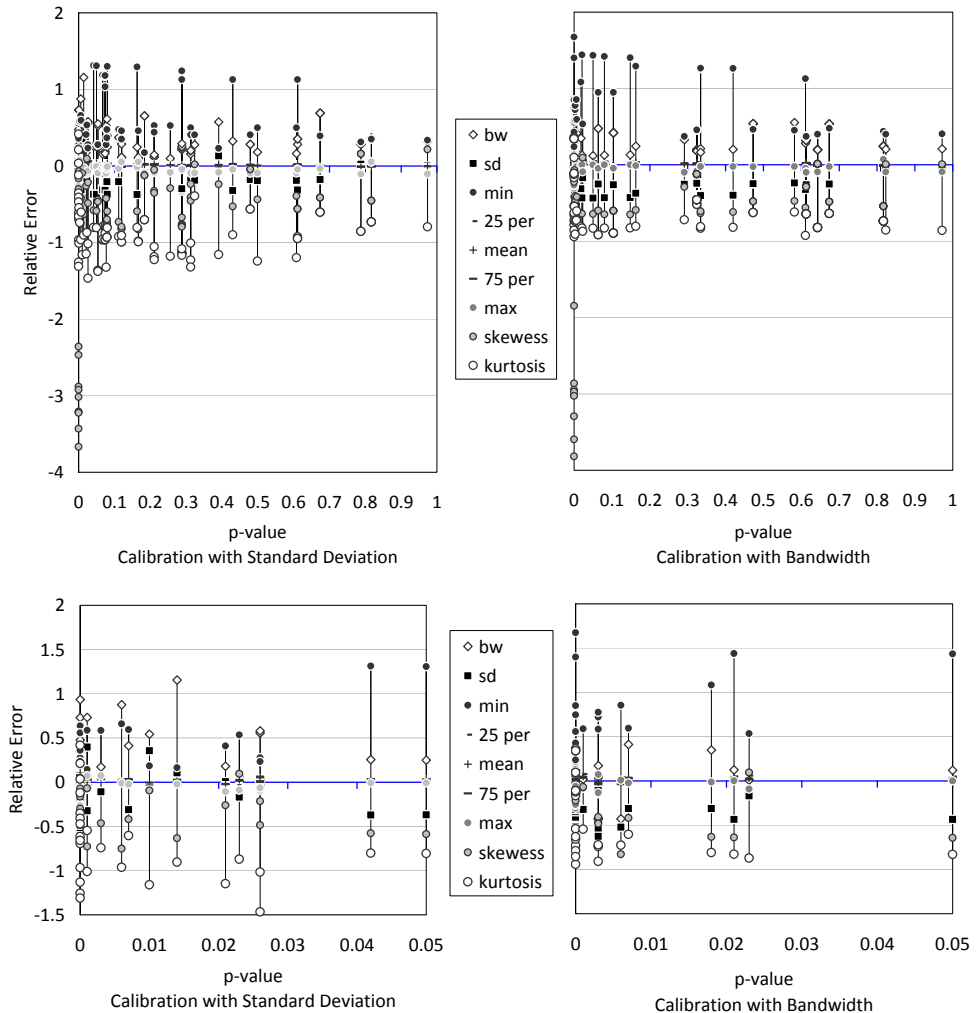 2
1
0
-1
-2
-3
-4
Relative Error
0 0.1 0.2 0.3 0.4 0.5 0.6 0.7 0.8 0.9 1
p-value
Calibration with Standard Deviation
bw
sd
min
25 per
mean
75 per
max
skewess
kurtosis
0 0.1 0.2 0.3 0.4 0.5 0.6 0.7 0.8 0.9 1
p-value
Calibration with Bandwidth
2
1.5
1
0.5
0
-0.5
-1
-1.5
Relative Error
0 0.01 0.02 0.03 0.04 0.05
p-value
Calibration with Standard Deviation
bw
sd
min
25 per
mean
75 per
max
skewess
kurtosis
0 0.01 0.02 0.03 0.04 0.05
p-value
Calibration with Bandwidth